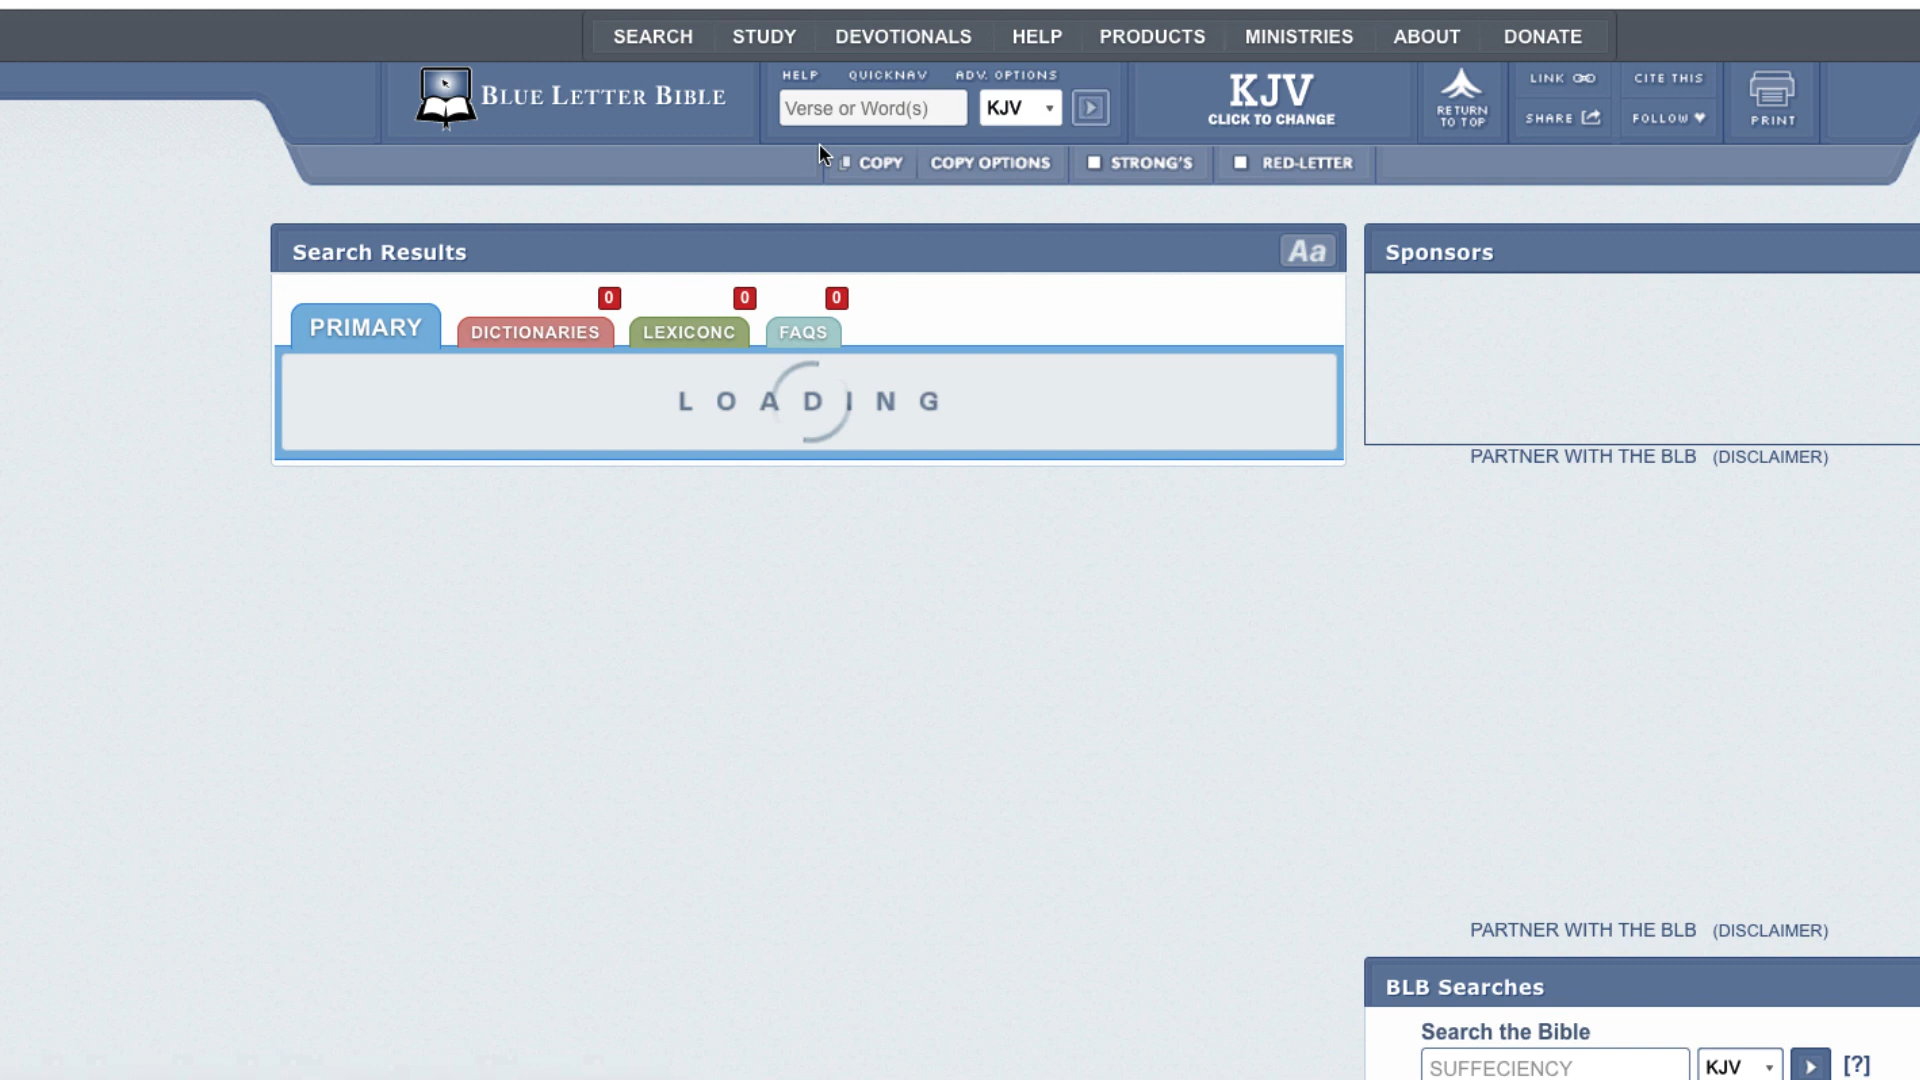 SEARCH STUDY DEVOTIONALS HELP PRODUCTS MINISTRIES ABOUT DONATE
BLUE LETTER BIBLE
HELP QUICKNAV ADV. OPTIONS
Verse or Word(s) KJV
KJV
CLICK TO CHANGE
RETURN
TO TOP
LINK CITE THIS
SHARE FOLLOW
PRINT
COPY COPY OPTIONS STRONG'S RED-LETTER
Search Results Aa
Sponsors
0 0 0
PRIMARY DICTIONARIES LEXICONC FAQS
LOADING
PARTNER WITH THE BLB (DISCLAIMER)
PARTNER WITH THE BLB (DISCLAIMER)
BLB Searches
Search the Bible
SUFFECIENCY KJV [?]